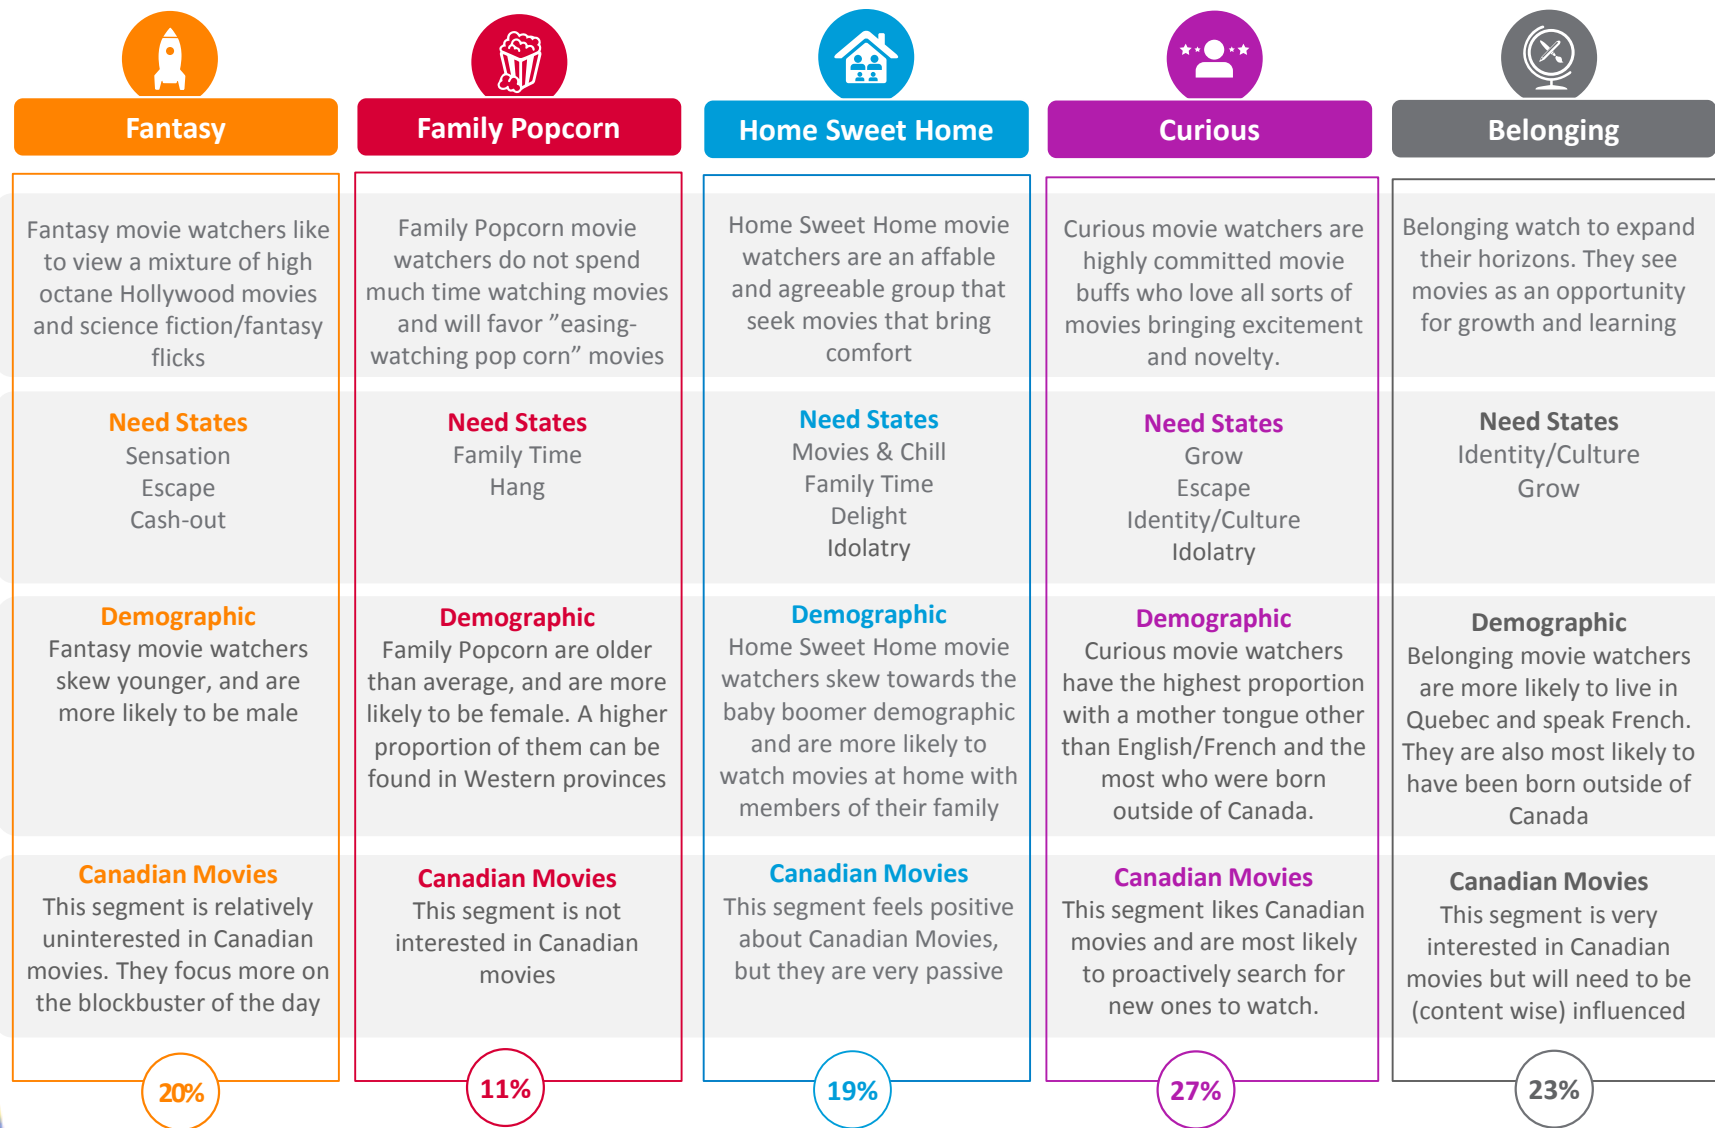 Fantasy
Fantasy movie watchers like
to view a mixture of high
octane Hollywood movies
and science fiction/fantasy
flicks
Need States
Sensation
Escape
Cash-out
Demographic
Fantasy movie watchers
skew younger, and are
more likely to be male
Canadian Movies
This segment is relatively
uninterested in Canadian
movies. They focus more on
the blockbuster of the day
20%
Family Popcorn
Family Popcorn movie
watchers do not spend
much time watching movies
and will favor ”easing-
watching pop corn” movies
Need States
Family Time
Hang
Demographic
Family Popcorn are older
than average, and are more
likely to be female. A higher
proportion of them can be
found in Western provinces
Canadian Movies
This segment is not
interested in Canadian
movies
11%
Home Sweet Home
Home Sweet Home movie
watchers are an affable
and agreeable group that
seek movies that bring
comfort
Need States
Movies & Chill
Family Time
Delight
Idolatry
Demographic
Home Sweet Home movie
watchers skew towards the
baby boomer demographic
and are more likely to
watch movies at home with
members of their family
Canadian Movies
This segment feels positive
about Canadian Movies,
but they are very passive
19%
Curious
Curious movie watchers are
highly committed movie
buffs who love all sorts of
movies bringing excitement
and novelty.
Need States
Grow
Escape
Identity/Culture
Idolatry
Demographic
Curious movie watchers
have the highest proportion
with a mother tongue other
than English/French and the
most who were born
outside of Canada.
Canadian Movies
This segment likes Canadian
movies and are most likely
to proactively search for
new ones to watch.
27%
Belonging
Belonging watch to expand
their horizons. They see
movies as an opportunity
for growth and learning
Need States
Identity/Culture
Grow
Demographic
Belonging movie watchers
are more likely to live in
Quebec and speak French.
They are also most likely to
have been born outside of
Canada
Canadian Movies
This segment is very
interested in Canadian
movies but will need to be
(content wise) influenced
23%